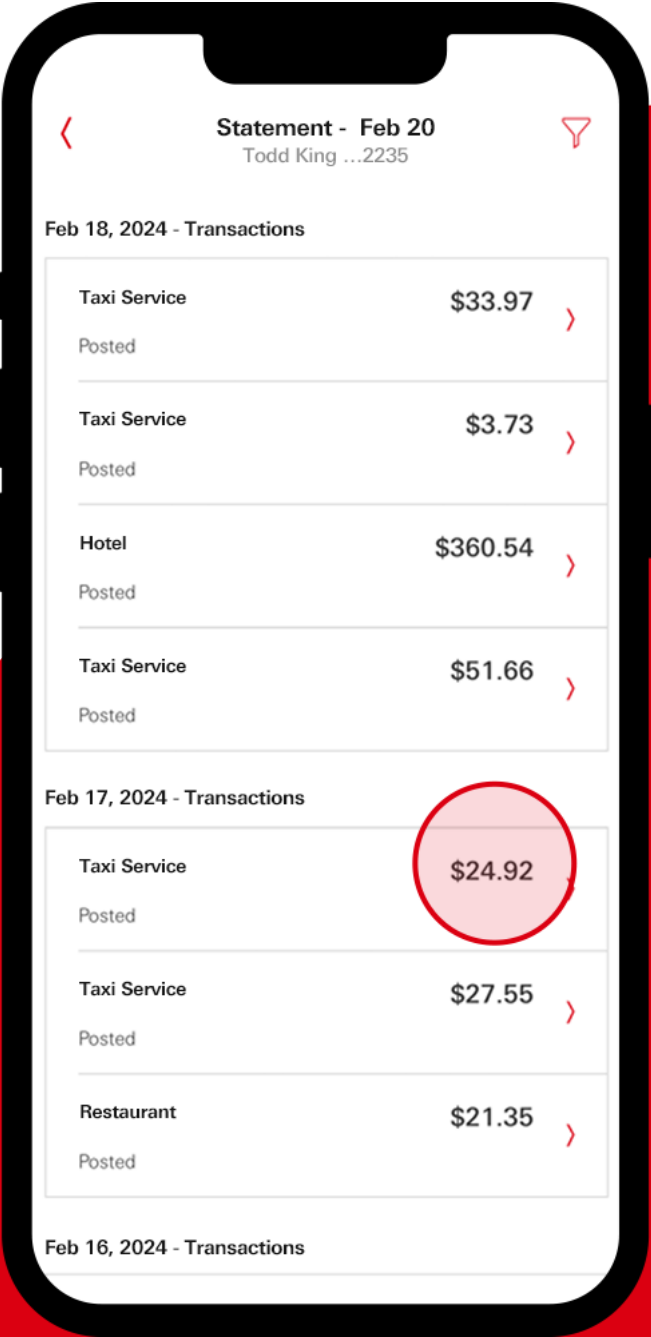 Statement - Feb 20
Todd King ...2235
Feb 18, 2024 - Transactions
Taxi Service $33.97
Posted
Taxi Service $3.73
Posted
Hotel $360.54
Posted
Taxi Service $51.66
Posted
Feb 17, 2024 - Transactions
Taxi Service $24.92
Posted
Taxi Service $27.55
Posted
Restaurant $21.35
Posted
Feb 16, 2024 - Transactions